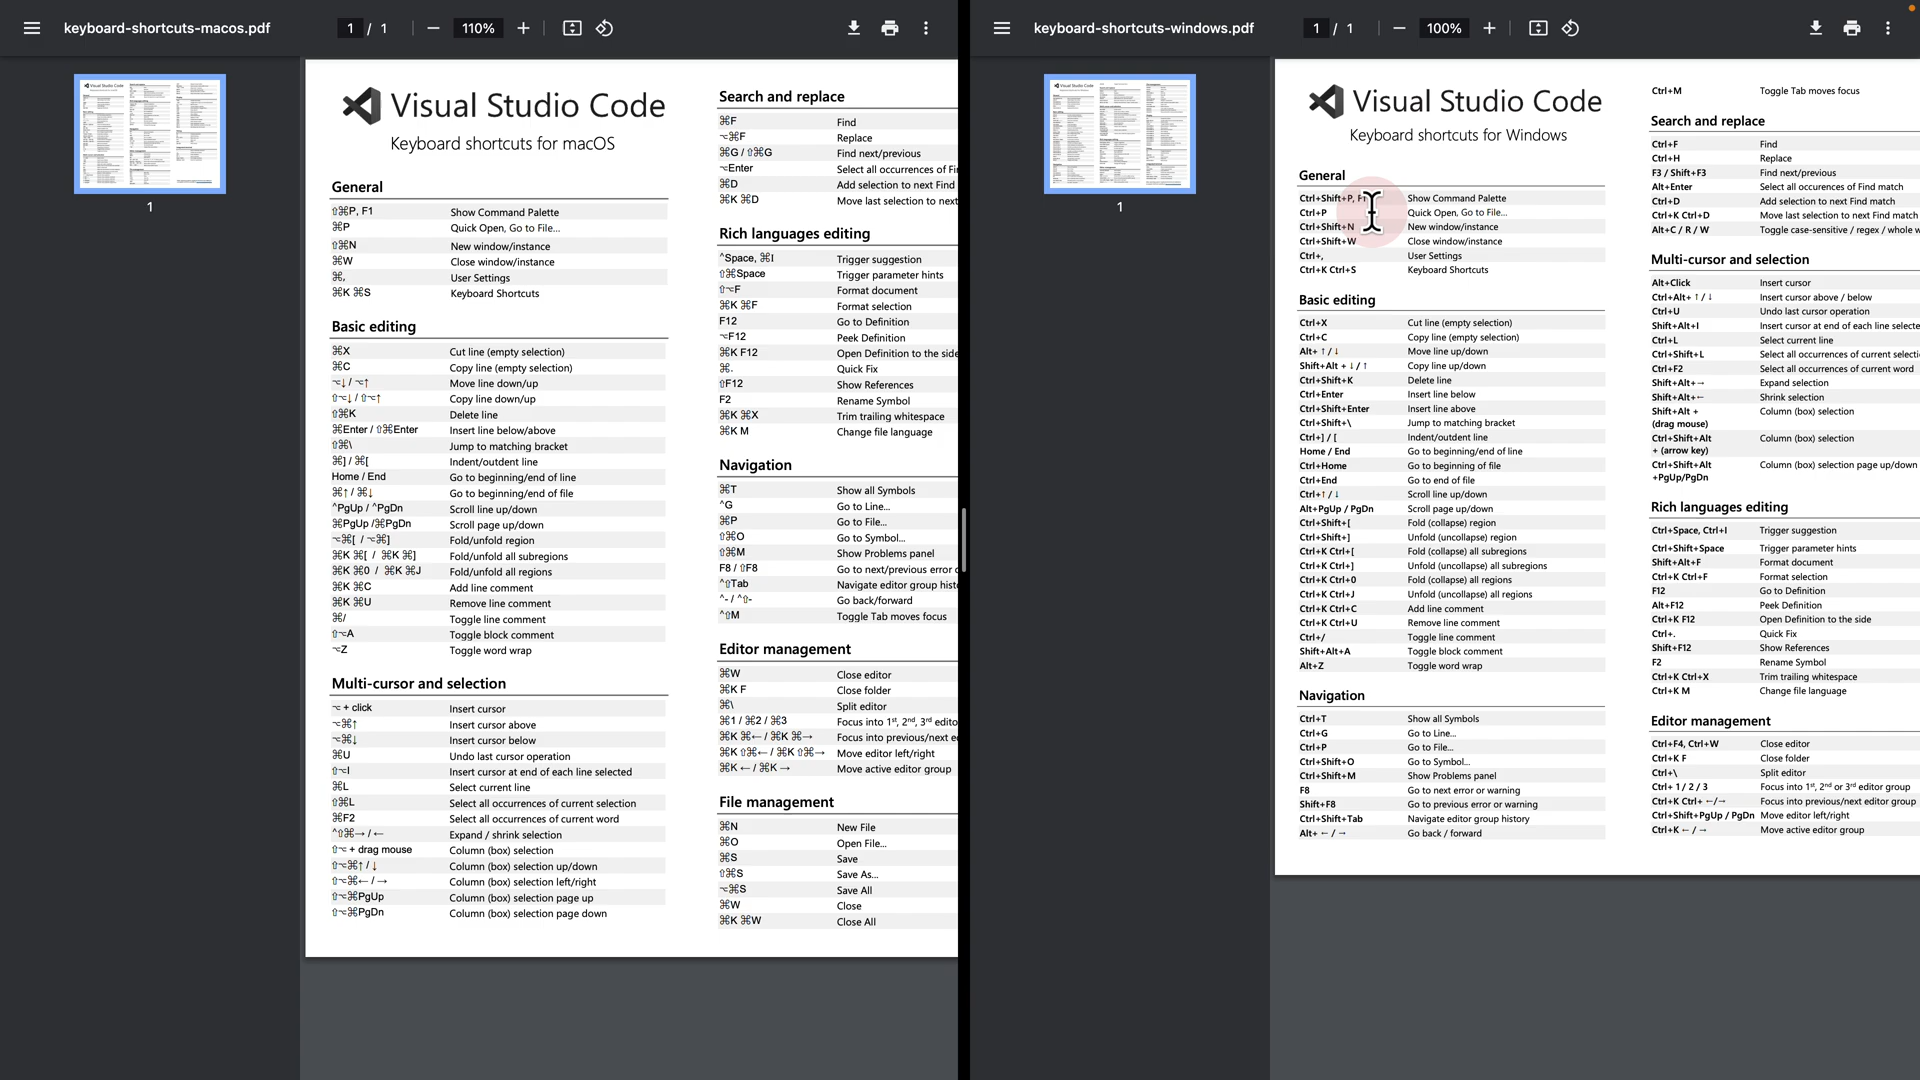 keyboard-shortcuts-macos.pdf
1 / 1
110%
1
Visual Studio Code
Keyboard shortcuts for macOS
General
⇧⌘P, F1 Show Command Palette
⌘P Quick Open, Go to File...
⇧⌘N New window/instance
⌘W Close window/instance
⌘, User Settings
⌘K ⌘S Keyboard Shortcuts
Basic editing
⌘X Cut line (empty selection)
⌘C Copy line (empty selection)
⌥↓ / ⌥↑ Move line down/up
⇧⌥↓ / ⇧⌥↑ Copy line down/up
⇧⌘K Delete line
⌘Enter / ⇧⌘Enter Insert line below/above
⇧⌘\ Jump to matching bracket
⌘] / ⌘[ Indent/outdent line
Home / End Go to beginning/end of line
⌘↑ / ⌘↓ Go to beginning/end of file
^PgUp / ^PgDn Scroll line up/down
⌘PgUp /⌘PgDn Scroll page up/down
⌥⌘[ / ⌥⌘] Fold/unfold region
⌘K ⌘[ / ⌘K ⌘] Fold/unfold all subregions
⌘K ⌘0 / ⌘K ⌘J Fold/unfold all regions
⌘K ⌘C Add line comment
⌘K ⌘U Remove line comment
⌘/ Toggle line comment
⇧⌥A Toggle block comment
⌥Z Toggle word wrap
Multi-cursor and selection
⌥ + click Insert cursor
⌥⌘↑ Insert cursor above
⌥⌘↓ Insert cursor below
⌘U Undo last cursor operation
⇧⌥I Insert cursor at end of each line selected
⌘L Select current line
⇧⌘L Select all occurrences of current selection
⌘F2 Select all occurrences of current word
^⇧⌘→ / ← Expand / shrink selection
⇧⌥ + drag mouse Column (box) selection
⇧⌥⌘↑ / ↓ Column (box) selection up/down
⇧⌥⌘← / → Column (box) selection left/right
⇧⌥⌘PgUp Column (box) selection page up
⇧⌥⌘PgDn Column (box) selection page down
Search and replace
⌘F Find
⌥⌘F Replace
⌘G / ⇧⌘G Find next/previous
⌥Enter Select all occurrences of Fin
⌘D Add selection to next Find
⌘K ⌘D Move last selection to next
Rich languages editing
^Space, ⌘I Trigger suggestion
⇧⌘Space Trigger parameter hints
⇧⌥F Format document
⌘K ⌘F Format selection
F12 Go to Definition
⌥F12 Peek Definition
⌘K F12 Open Definition to the side
⌘. Quick Fix
⇧F12 Show References
F2 Rename Symbol
⌘K ⌘X Trim trailing whitespace
⌘K M Change file language
Navigation
⌘T Show all Symbols
^G Go to Line...
⌘P Go to File...
⇧⌘O Go to Symbol...
⇧⌘M Show Problems panel
F8 / ⇧F8 Go to next/previous error o
^⇧Tab Navigate editor group histo
^- / ^⇧- Go back/forward
^⇧M Toggle Tab moves focus
Editor management
⌘W Close editor
⌘K F Close folder
⌘\ Split editor
⌘1 / ⌘2 / ⌘3 Focus into 1st, 2nd, 3rd edito
⌘K ⌘← / ⌘K ⌘→ Focus into previous/next e
⌘K ⇧⌘← / ⌘K ⇧⌘→ Move editor left/right
⌘K ← / ⌘K → Move active editor group
File management
⌘N New File
⌘O Open File...
⌘S Save
⇧⌘S Save As...
⌥⌘S Save All
⌘W Close
⌘K ⌘W Close All
keyboard-shortcuts-windows.pdf
1 / 1
100%
1
Visual Studio Code
Keyboard shortcuts for Windows
General
Ctrl+Shift+P, F1 Show Command Palette
Ctrl+P Quick Open, Go to File...
Ctrl+Shift+N New window/instance
Ctrl+Shift+W Close window/instance
Ctrl+, User Settings
Ctrl+K Ctrl+S Keyboard Shortcuts
Basic editing
Ctrl+X Cut line (empty selection)
Ctrl+C Copy line (empty selection)
Alt+ ↑ / ↓ Move line up/down
Shift+Alt + ↓ / ↑ Copy line up/down
Ctrl+Shift+K Delete line
Ctrl+Enter Insert line below
Ctrl+Shift+Enter Insert line above
Ctrl+Shift+\ Jump to matching bracket
Ctrl+] / [ Indent/outdent line
Home / End Go to beginning/end of line
Ctrl+Home Go to beginning of file
Ctrl+End Go to end of file
Ctrl+↑ / ↓ Scroll line up/down
Alt+PgUp / PgDn Scroll page up/down
Ctrl+Shift+[ Fold (collapse) region
Ctrl+Shift+] Unfold (uncollapse) region
Ctrl+K Ctrl+[ Fold (collapse) all subregions
Ctrl+K Ctrl+] Unfold (uncollapse) all subregions
Ctrl+K Ctrl+0 Fold (collapse) all regions
Ctrl+K Ctrl+J Unfold (uncollapse) all regions
Ctrl+K Ctrl+C Add line comment
Ctrl+K Ctrl+U Remove line comment
Ctrl+/ Toggle line comment
Shift+Alt+A Toggle block comment
Alt+Z Toggle word wrap
Navigation
Ctrl+T Show all Symbols
Ctrl+G Go to Line...
Ctrl+P Go to File...
Ctrl+Shift+O Go to Symbol...
Ctrl+Shift+M Show Problems panel
F8 Go to next error or warning
Shift+F8 Go to previous error or warning
Ctrl+Shift+Tab Navigate editor group history
Alt+ ← / → Go back / forward
Ctrl+M Toggle Tab moves focus
Search and replace
Ctrl+F Find
Ctrl+H Replace
F3 / Shift+F3 Find next/previous
Alt+Enter Select all occurences of Find match
Ctrl+D Add selection to next Find match
Ctrl+K Ctrl+D Move last selection to next Find match
Alt+C / R / W Toggle case-sensitive / regex / whole w
Multi-cursor and selection
Alt+Click Insert cursor
Ctrl+Alt+ ↑ / ↓ Insert cursor above / below
Ctrl+U Undo last cursor operation
Shift+Alt+I Insert cursor at end of each line selecte
Ctrl+L Select current line
Ctrl+Shift+L Select all occurrences of current selecti
Ctrl+F2 Select all occurrences of current word
Shift+Alt+→ Expand selection
Shift+Alt+← Shrink selection
Shift+Alt + Column (box) selection
(drag mouse)
Ctrl+Shift+Alt Column (box) selection
+ (arrow key)
Ctrl+Shift+Alt Column (box) selection page up/down
+PgUp/PgDn
Rich languages editing
Ctrl+Space, Ctrl+I Trigger suggestion
Ctrl+Shift+Space Trigger parameter hints
Shift+Alt+F Format document
Ctrl+K Ctrl+F Format selection
F12 Go to Definition
Alt+F12 Peek Definition
Ctrl+K F12 Open Definition to the side
Ctrl+. Quick Fix
Shift+F12 Show References
F2 Rename Symbol
Ctrl+K Ctrl+X Trim trailing whitespace
Ctrl+K M Change file language
Editor management
Ctrl+F4, Ctrl+W Close editor
Ctrl+K F Close folder
Ctrl+\ Split editor
Ctrl+ 1 / 2 / 3 Focus into 1st, 2nd or 3rd editor group
Ctrl+K Ctrl+ ←/→ Focus into previous/next editor group
Ctrl+Shift+PgUp / PgDn Move editor left/right
Ctrl+K ← / → Move active editor group